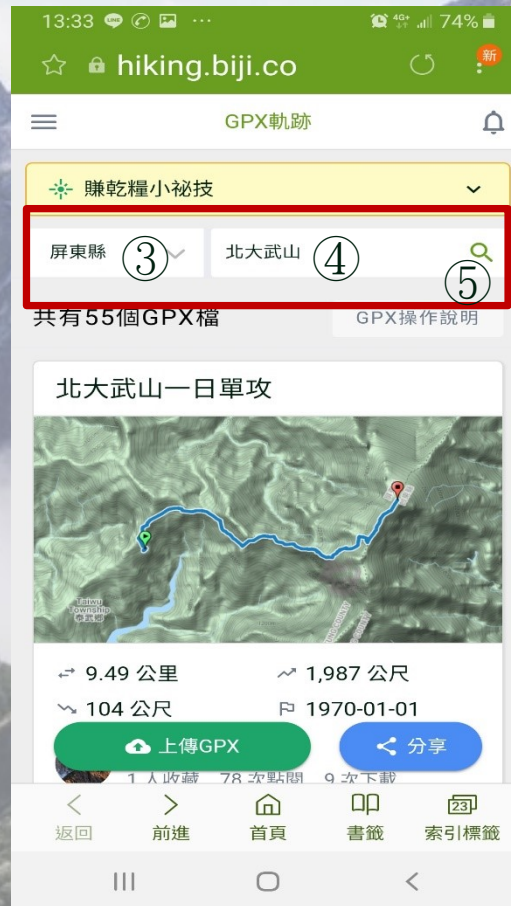 13:33 ... 4G+ 74%
hiking.biji.co 新
GPX軌跡
賺乾糧小祕技
屏東縣 ③ 北大武山 ④ ⑤
共有55個GPX檔 GPX操作說明
北大武山一日單攻
Taiwu
Township
泰武鄉
9.49 公里 1,987 公尺
104 公尺 1970-01-01
上傳GPX 分享
1 人收藏 78 次點閱 9 次下載
返回 前進 首頁 書籤 23 索引標籤